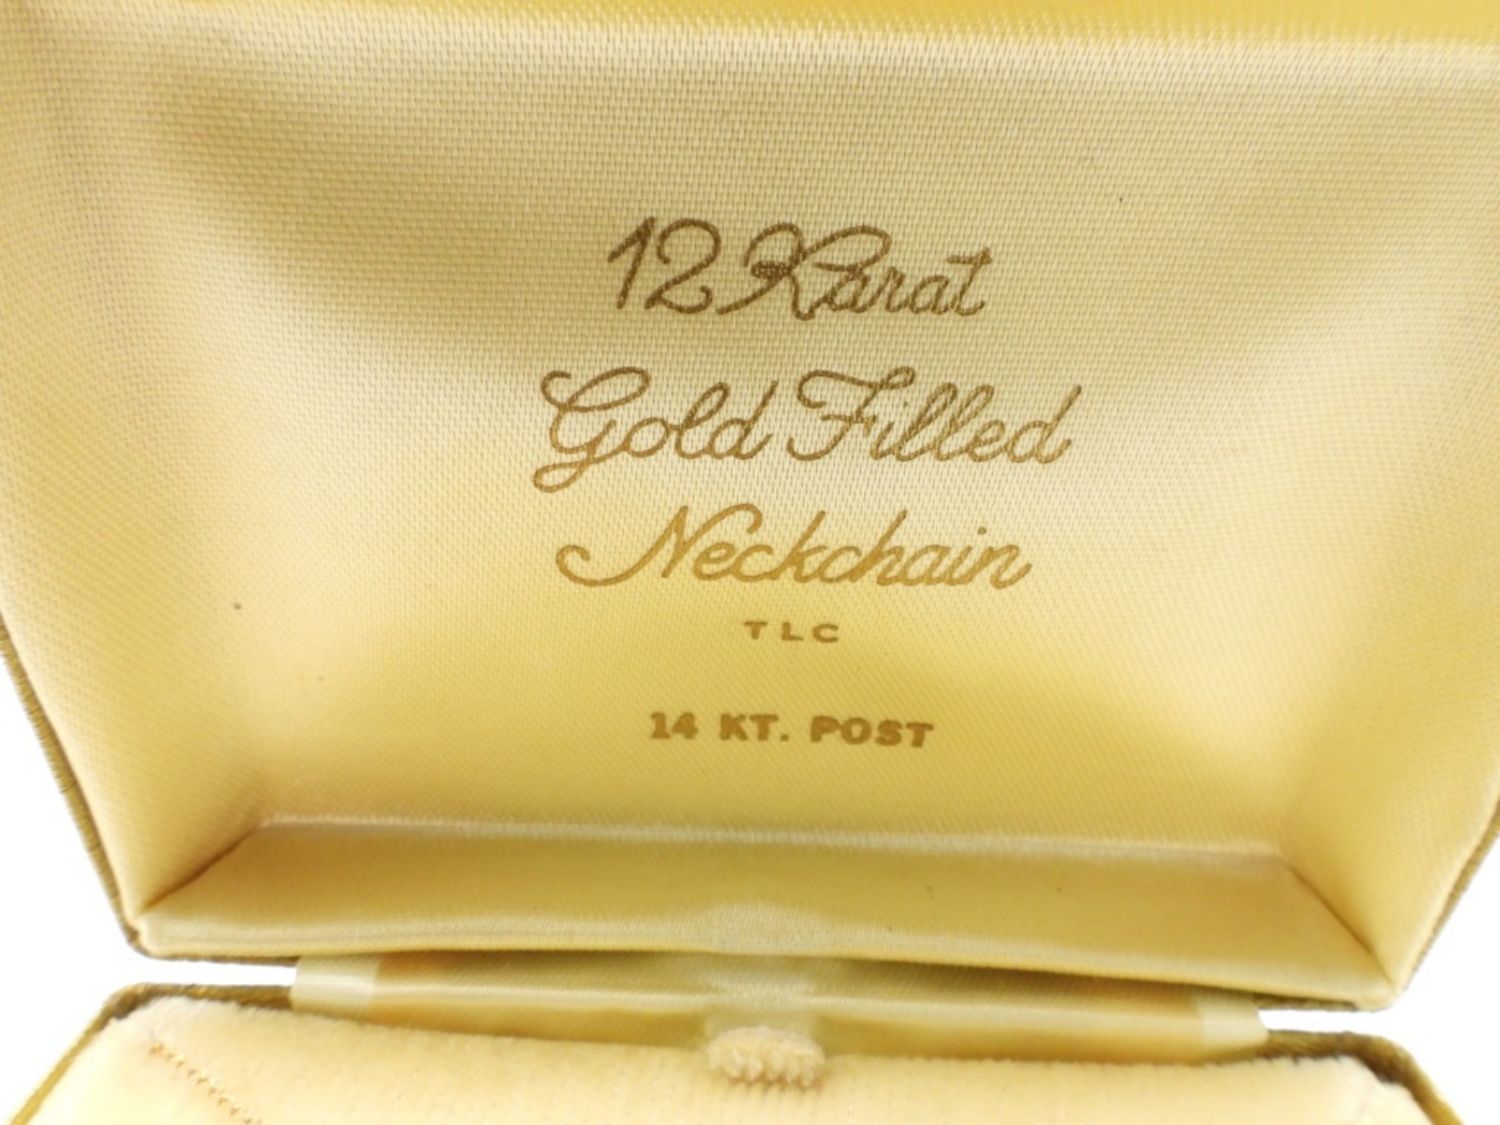 12 Karat
Gold Filled
Neckchain
TLC
14 KT. POST